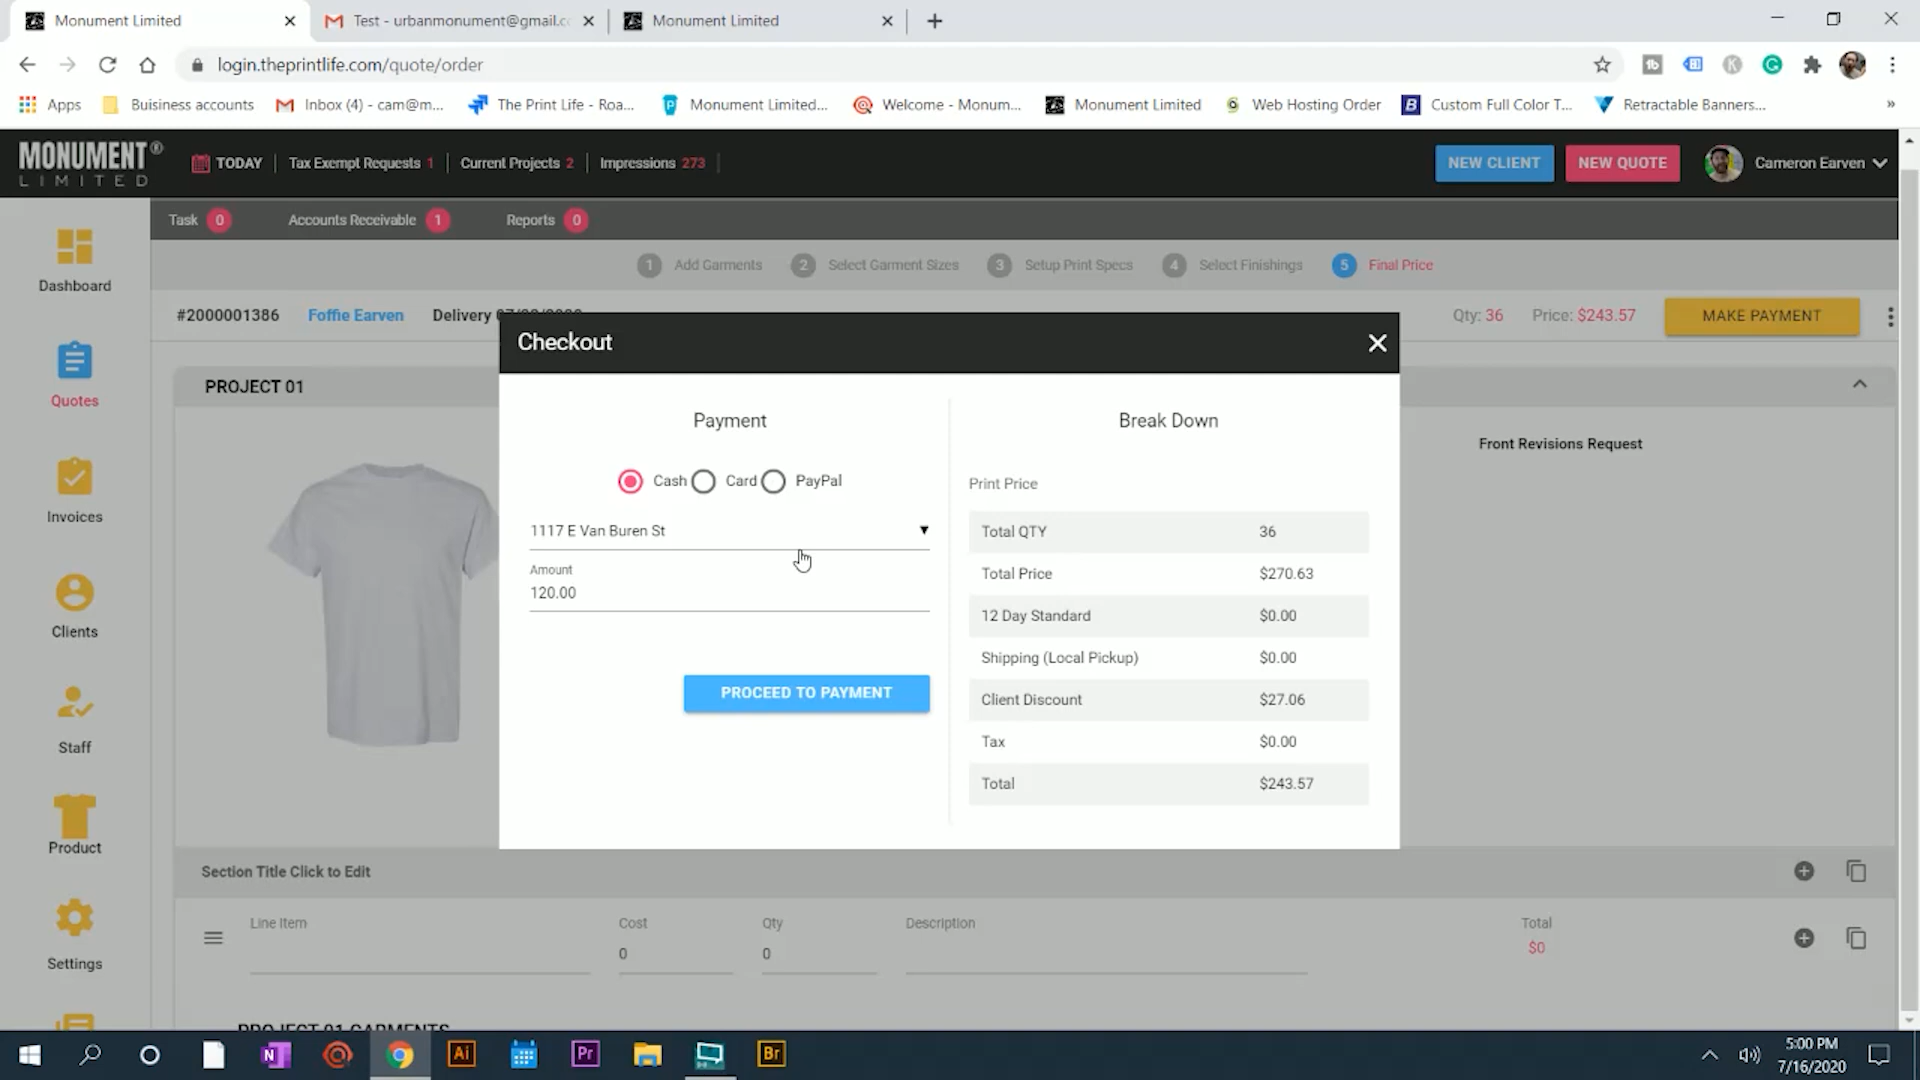 Monument Limited
Test - urbanmonument@gmail.cc
Monument Limited
login.theprintlife.com/quote/order
Apps
Buisiness accounts
Inbox (4) - cam@m...
The Print Life - Roa...
Monument Limited...
Welcome - Monum...
Monument Limited
Web Hosting Order
Custom Full Color T...
Retractable Banners...
»
MONUMENT®
LIMITED
TODAY
Tax Exempt Requests 1
Current Projects 2
Impressions 273
NEW CLIENT
NEW QUOTE
Cameron Earven
Task 0
Accounts Receivable 1
Reports 0
1 Add Garments
2 Select Garment Sizes
3 Setup Print Specs
4 Select Finishings
5 Final Price
#2000001386
Foffie Earven
Delivery
Qty: 36
Price: $243.57
MAKE PAYMENT
Dashboard
Quotes
Invoices
Clients
Staff
Product
Settings
PROJECT 01
Front Revisions Request
Checkout
Payment
Cash
Card
PayPal
1117 E Van Buren St
Amount
120.00
PROCEED TO PAYMENT
Break Down
Print Price
Total QTY 36
Total Price $270.63
12 Day Standard $0.00
Shipping (Local Pickup) $0.00
Client Discount $27.06
Tax $0.00
Total $243.57
Section Title Click to Edit
Line Item
Cost
Qty
Description
Total
0
0
$0
PROJECT 01 GARMENTS
Ai
Pr
Br
5:00 PM
7/16/2020